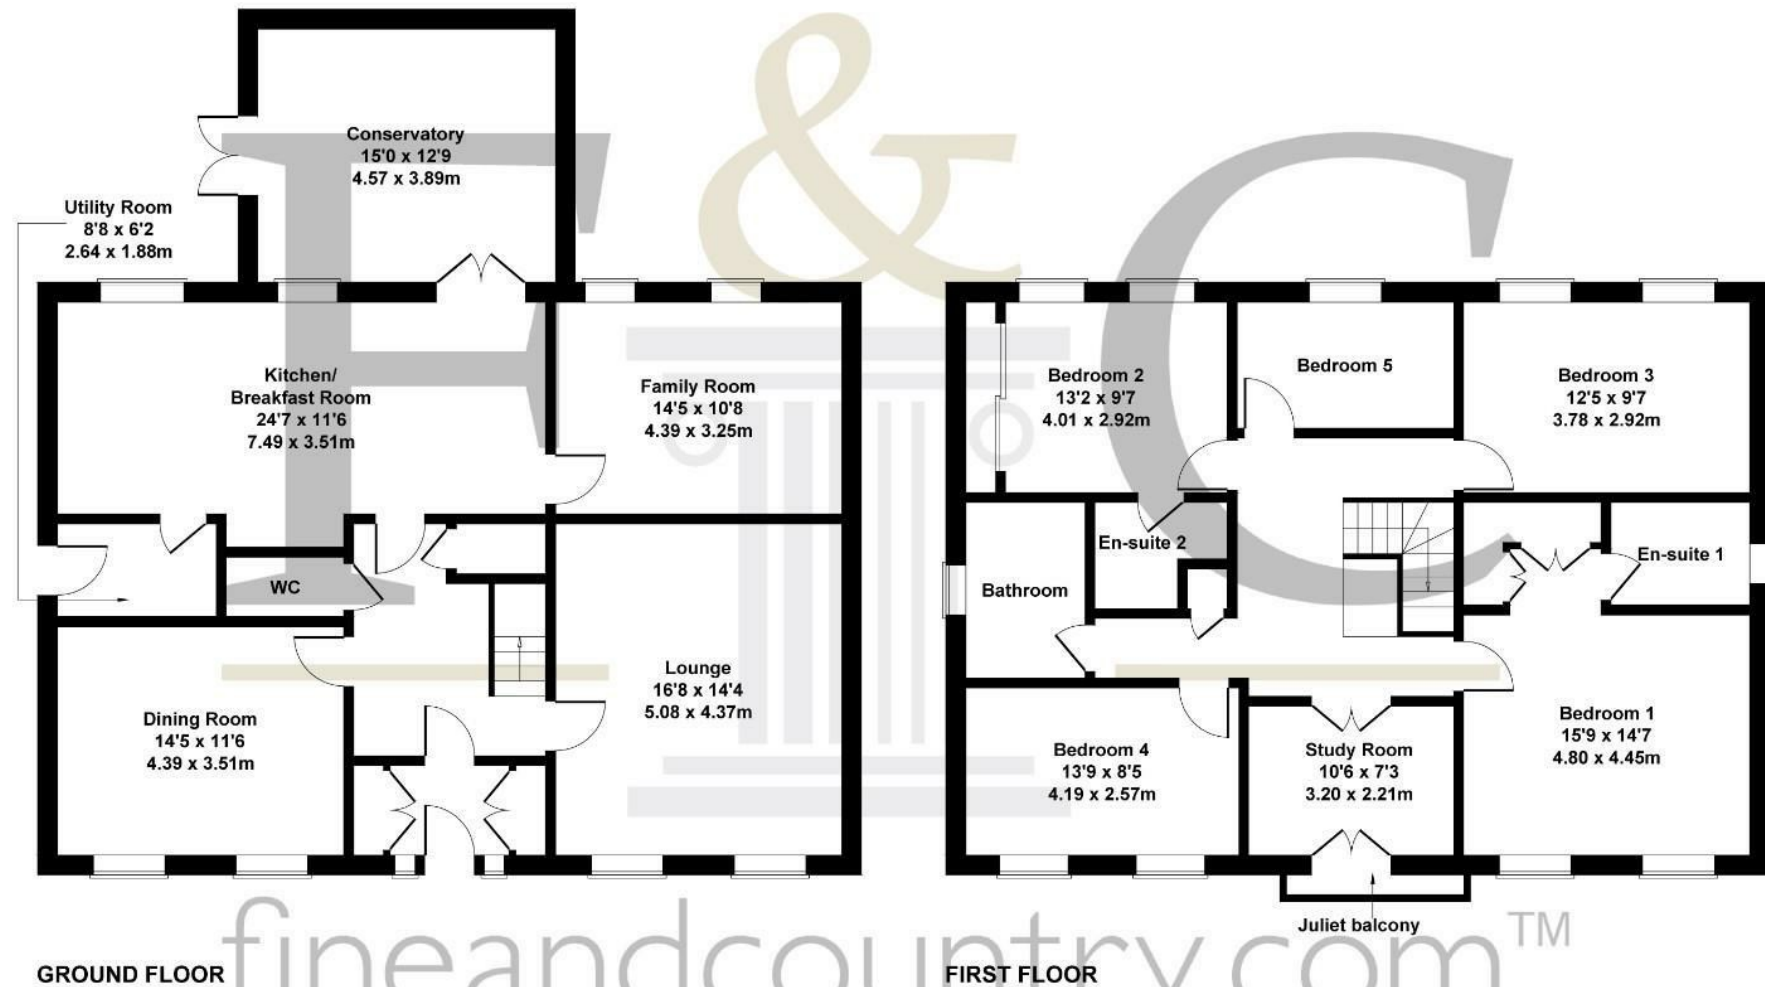 Conservatory
15'0 x 12'9
4.57 x 3.89m
Utility Room
8'8 x 6'2
2.64 x 1.88m
Kitchen/
Breakfast Room
24'7 x 11'6
7.49 x 3.51m
Family Room
14'5 x 10'8
4.39 x 3.25m
WC
Lounge
16'8 x 14'4
5.08 x 4.37m
Dining Room
14'5 x 11'6
4.39 x 3.51m
GROUND FLOOR
Bedroom 2
13'2 x 9'7
4.01 x 2.92m
Bedroom 5
Bedroom 3
12'5 x 9'7
3.78 x 2.92m
En-suite 2
En-suite 1
Bathroom
Bedroom 4
13'9 x 8'5
4.19 x 2.57m
Study Room
10'6 x 7'3
3.20 x 2.21m
Bedroom 1
15'9 x 14'7
4.80 x 4.45m
Juliet balcony
FIRST FLOOR
F&C
fineandcountry.com™